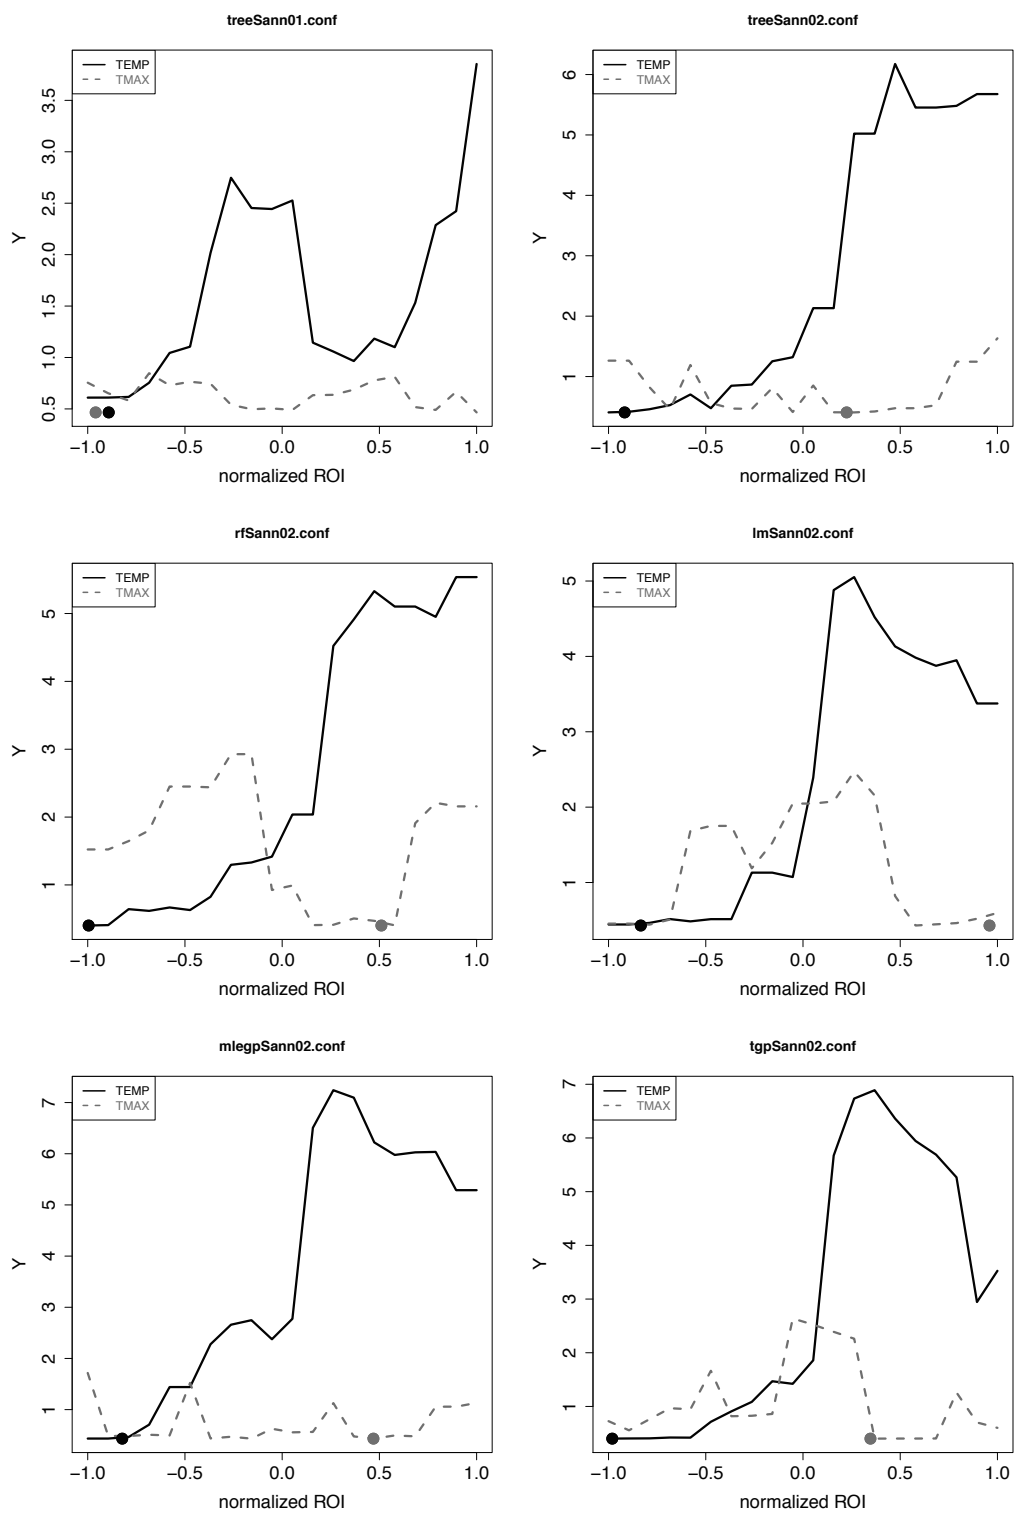 treeSann01.conf
TEMP
TMAX
Y
0.5 1.0 1.5 2.0 2.5 3.0 3.5
−1.0 −0.5 0.0 0.5 1.0
normalized ROI
treeSann02.conf
TEMP
TMAX
Y
1 2 3 4 5 6
−1.0 −0.5 0.0 0.5 1.0
normalized ROI
rfSann02.conf
TEMP
TMAX
Y
1 2 3 4 5
−1.0 −0.5 0.0 0.5 1.0
normalized ROI
lmSann02.conf
TEMP
TMAX
Y
1 2 3 4 5
−1.0 −0.5 0.0 0.5 1.0
normalized ROI
mlegpSann02.conf
TEMP
TMAX
Y
1 2 3 4 5 6 7
−1.0 −0.5 0.0 0.5 1.0
normalized ROI
tgpSann02.conf
TEMP
TMAX
Y
1 2 3 4 5 6 7
−1.0 −0.5 0.0 0.5 1.0
normalized ROI